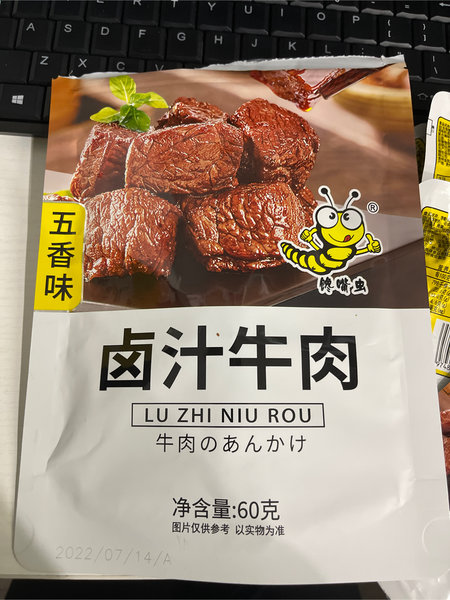 五香味
®
馋嘴虫
卤汁牛肉
LU ZHI NIU ROU
牛肉のあんかけ
净含量:60克
图片仅供参考 以实物为准
2022/07/14/A